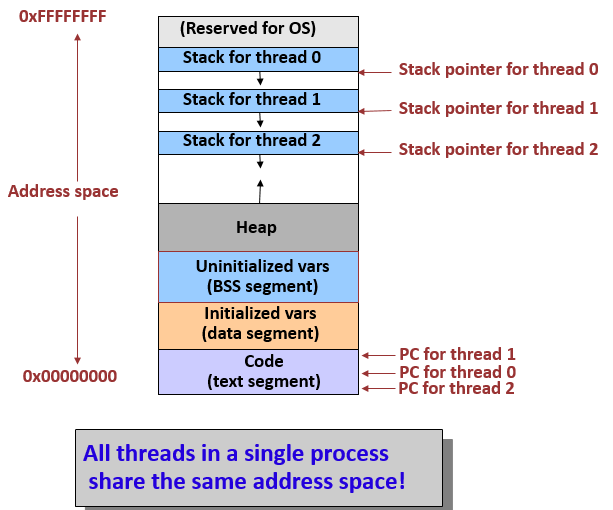 0xFFFFFFFF
(Reserved for OS)
Stack for thread 0
Stack pointer for thread 0
Stack for thread 1
Stack pointer for thread 1
Stack for thread 2
Stack pointer for thread 2
Address space
Heap
Uninitialized vars
(BSS segment)
Initialized vars
(data segment)
Code
(text segment)
PC for thread 1
PC for thread 0
PC for thread 2
0x00000000
All threads in a single process
share the same address space!